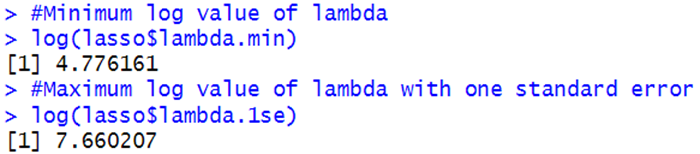 > #Minimum log value of lambda
> log(lasso$lambda.min)
[1] 4.776161
> #Maximum log value of lambda with one standard error
> log(lasso$lambda.1se)
[1] 7.660207